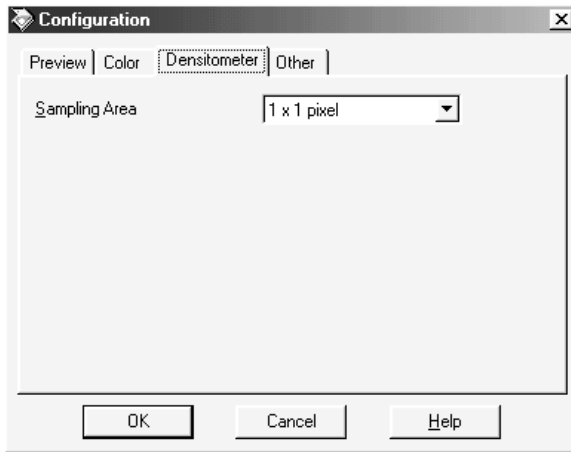 Configuration
Preview Color Densitometer Other
Sampling Area 1 x 1 pixel
OK Cancel Help